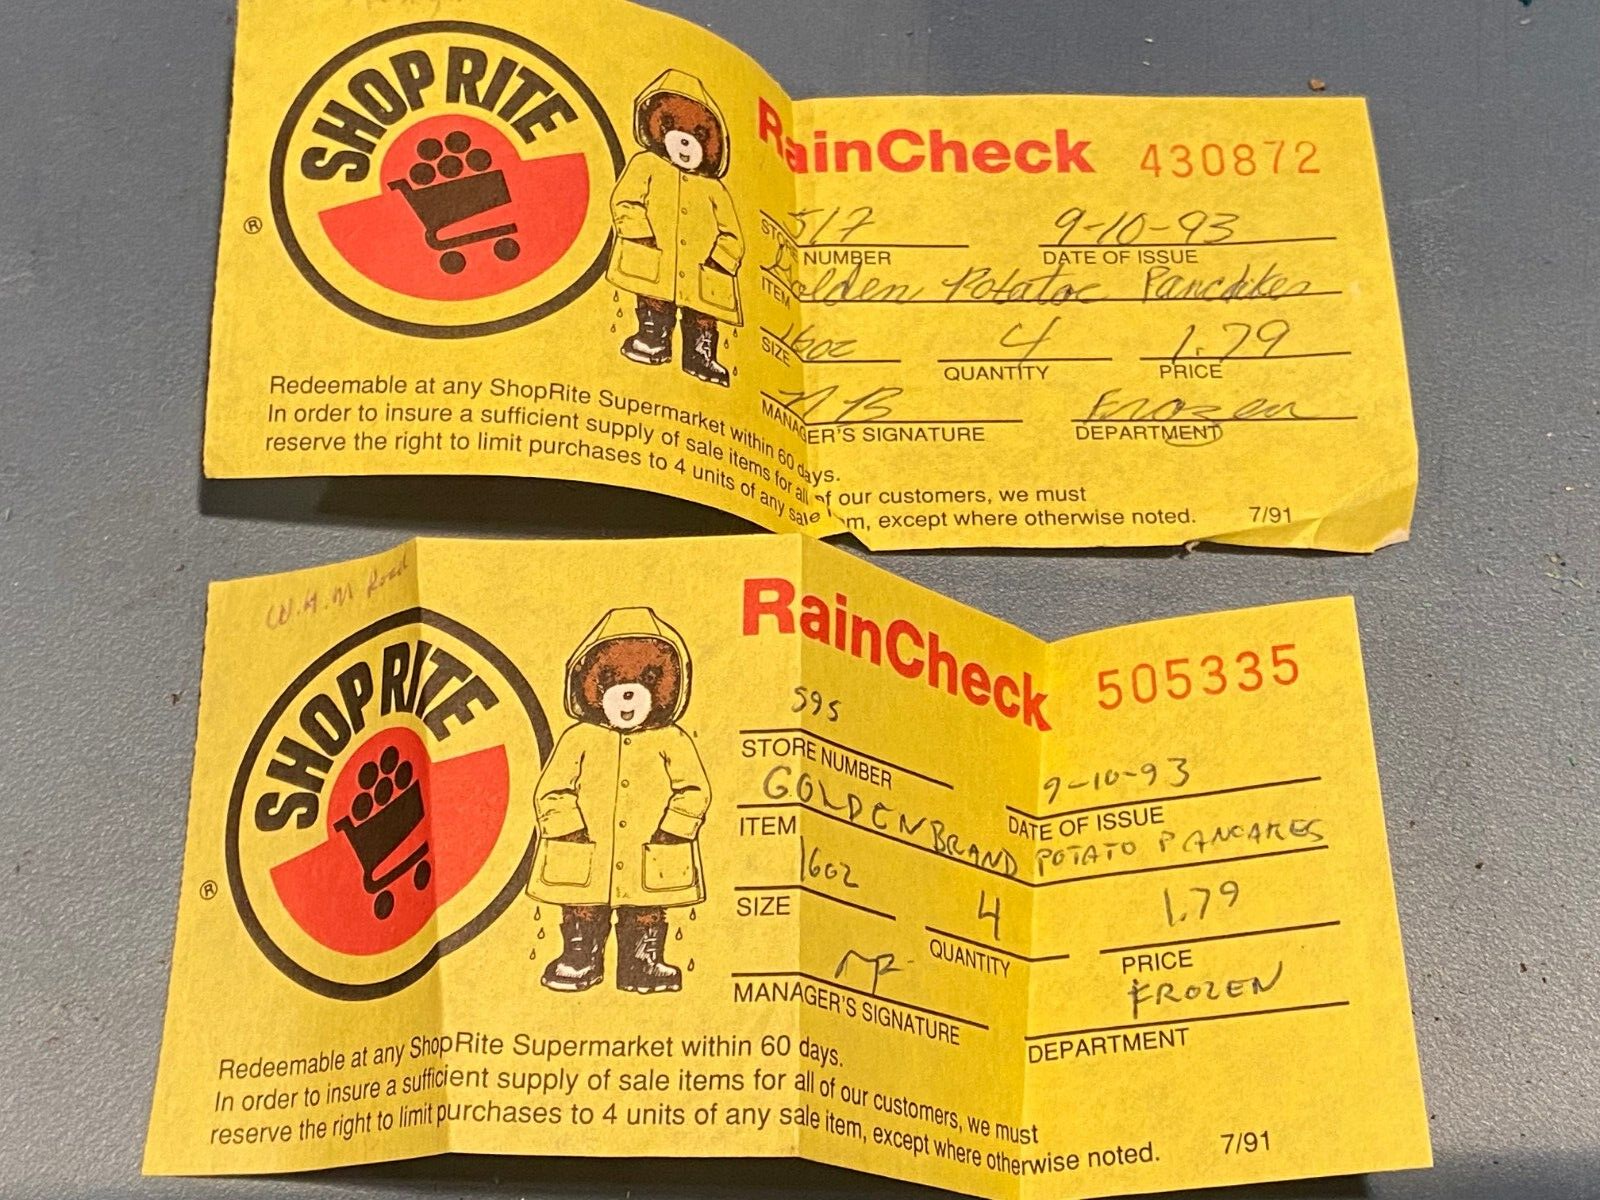 SHOPRITE
®
RainCheck 430872
517 9-10-93
STORE NUMBER DATE OF ISSUE
Golden Potatoe Pancakes
ITEM
16oz 4 1.79
SIZE QUANTITY PRICE
Frozen
MANAGER'S SIGNATURE DEPARTMENT
Redeemable at any ShopRite Supermarket within 60 days.
In order to insure a sufficient supply of sale items for all of our customers, we must
reserve the right to limit purchases to 4 units of any sale item, except where otherwise noted. 7/91
W.H.M Road
SHOPRITE
®
RainCheck 505335
595 9-10-93
STORE NUMBER DATE OF ISSUE
GOLDEN BRAND POTATO PANCAKES
ITEM
16oz 4 1.79
SIZE QUANTITY PRICE
FROZEN
MANAGER'S SIGNATURE DEPARTMENT
Redeemable at any ShopRite Supermarket within 60 days.
In order to insure a sufficient supply of sale items for all of our customers, we must
reserve the right to limit purchases to 4 units of any sale item, except where otherwise noted. 7/91